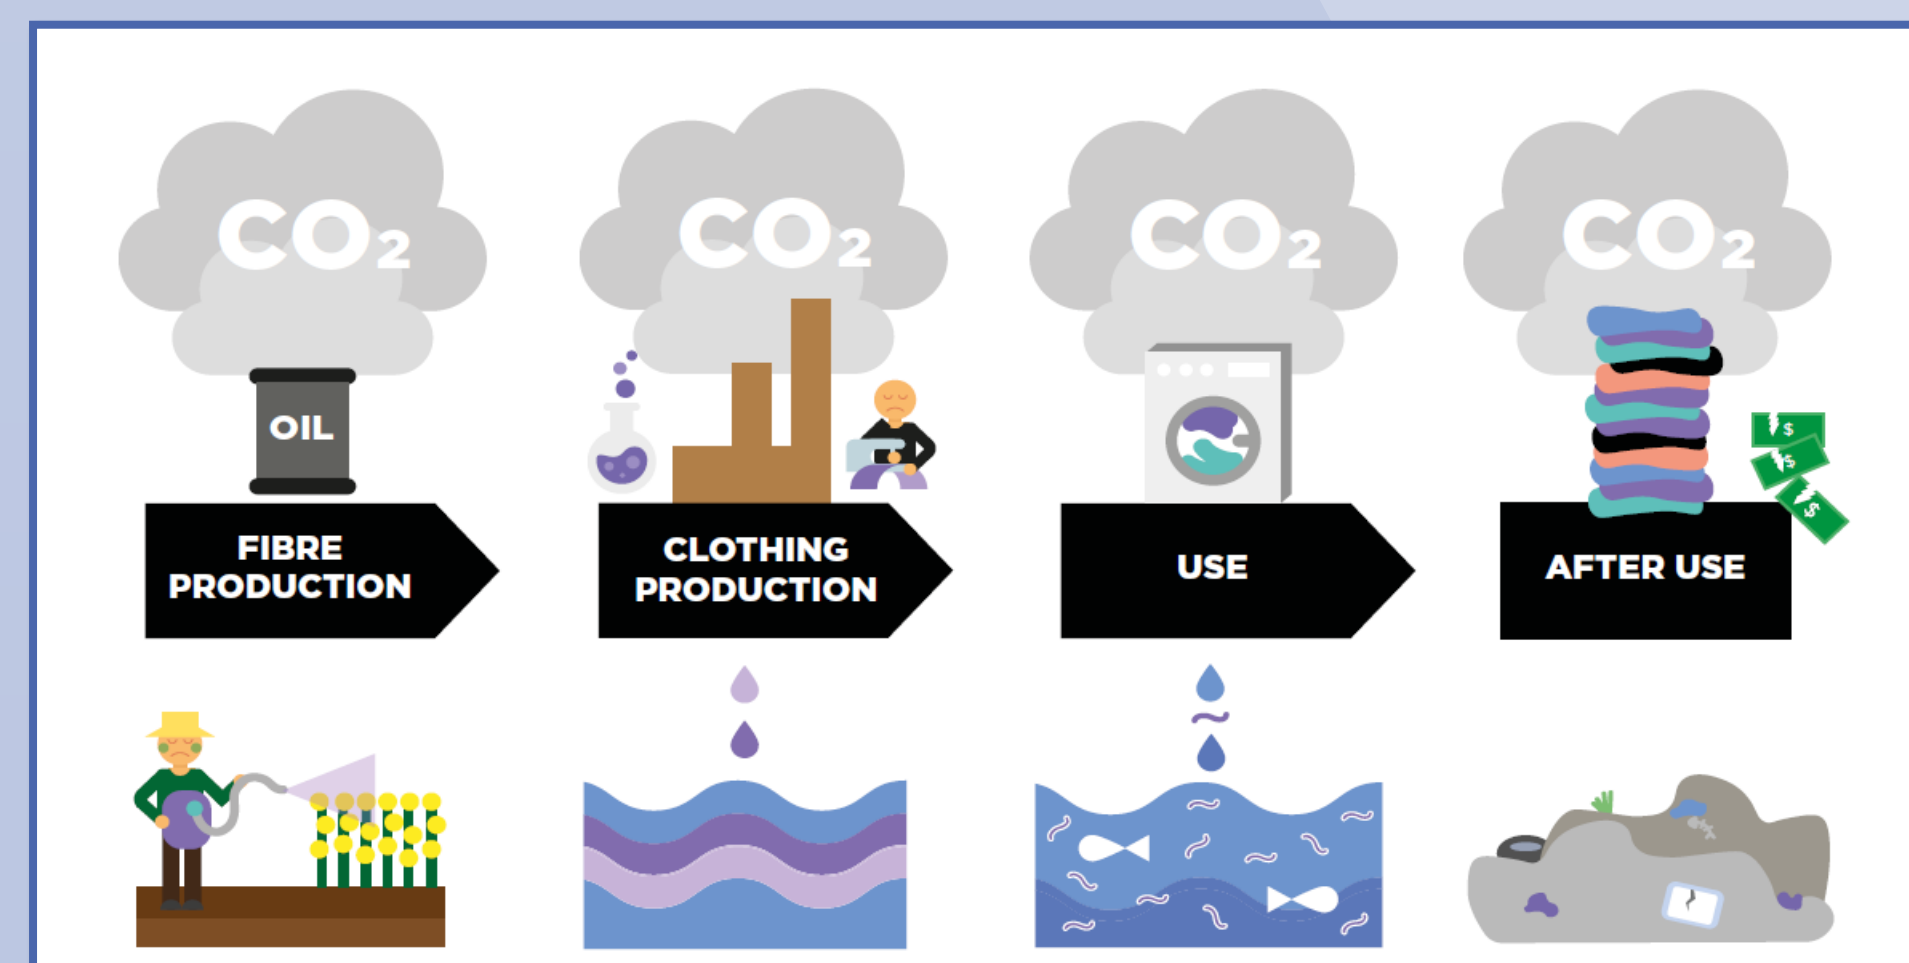 CO₂
CO₂
CO₂
CO₂
OIL
$
$
$
FIBRE
PRODUCTION
CLOTHING
PRODUCTION
USE
AFTER USE